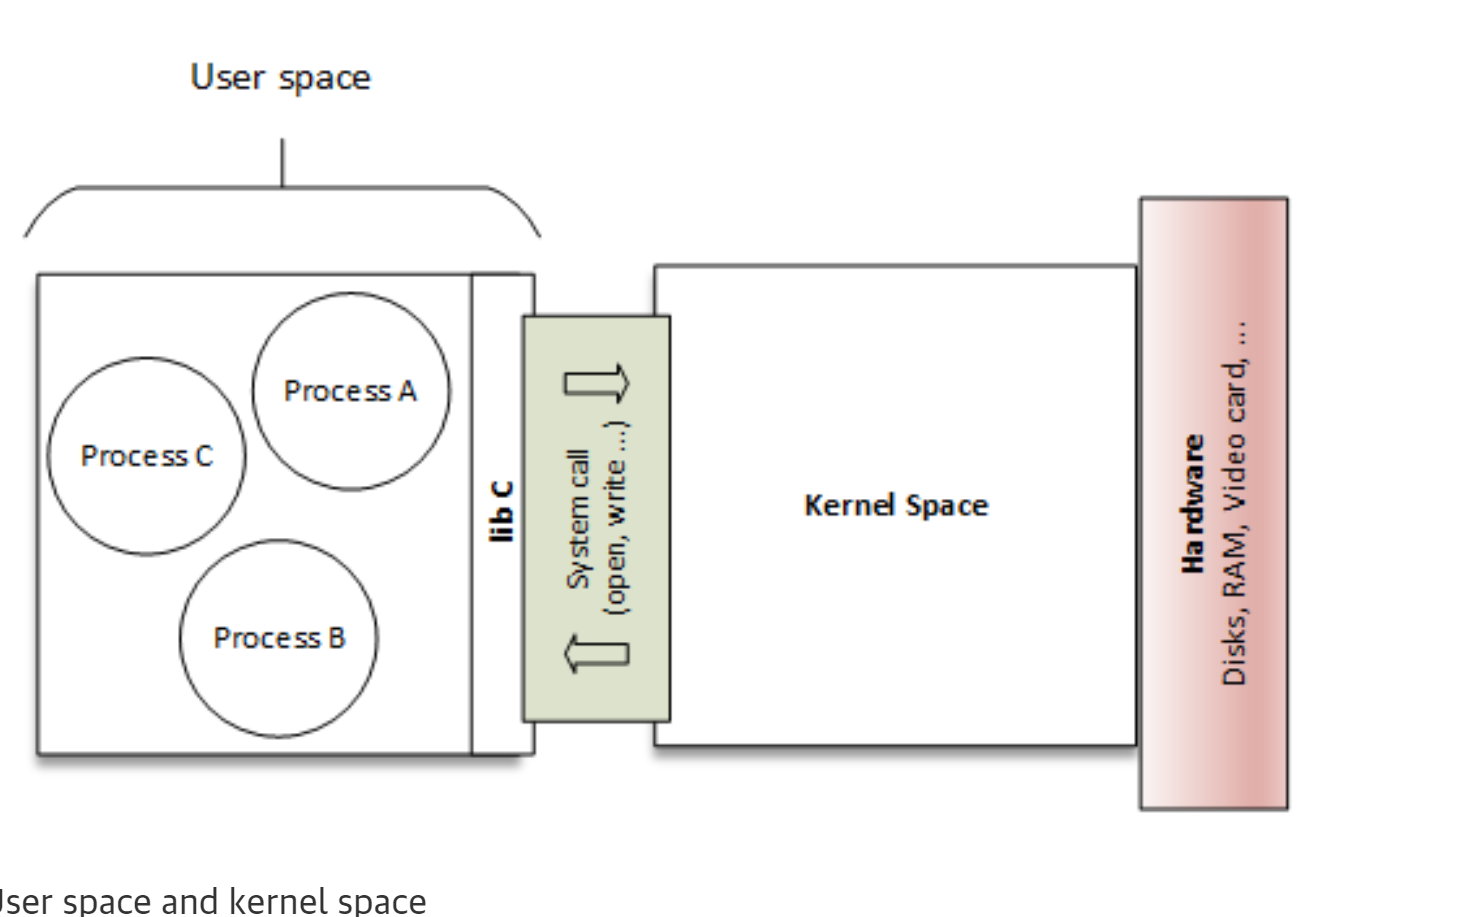 User space
Process A
Process C
Process B
lib C
System call
(open, write ...)
Kernel Space
Hardware
Disks, RAM, Video card, ...
User space and kernel space